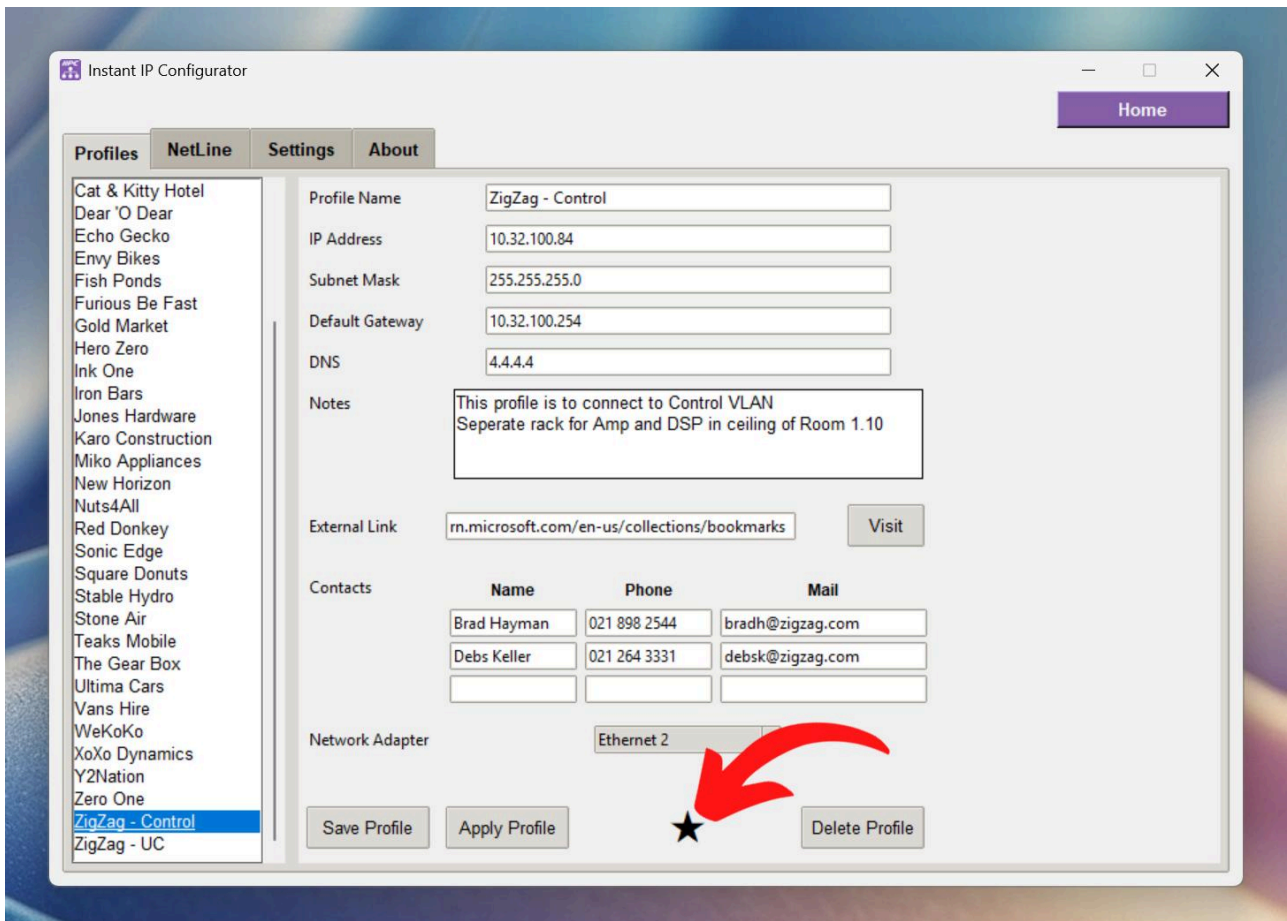 Instant IP Configurator
Home
Profiles NetLine Settings About
Cat & Kitty Hotel
Dear 'O Dear
Echo Gecko
Envy Bikes
Fish Ponds
Furious Be Fast
Gold Market
Hero Zero
Ink One
Iron Bars
Jones Hardware
Karo Construction
Miko Appliances
New Horizon
Nuts4All
Red Donkey
Sonic Edge
Square Donuts
Stable Hydro
Stone Air
Teaks Mobile
The Gear Box
Ultima Cars
Vans Hire
WeKoKo
XoXo Dynamics
Y2Nation
Zero One
ZigZag - Control
ZigZag - UC
Profile Name ZigZag - Control
IP Address 10.32.100.84
Subnet Mask 255.255.255.0
Default Gateway 10.32.100.254
DNS 4.4.4.4
Notes This profile is to connect to Control VLAN
Seperate rack for Amp and DSP in ceiling of Room 1.10
External Link rn.microsoft.com/en-us/collections/bookmarks Visit
Contacts Name Phone Mail
Brad Hayman 021 898 2544 bradh@zigzag.com
Debs Keller 021 264 3331 debsk@zigzag.com
Network Adapter Ethernet 2
Save Profile Apply Profile ★ Delete Profile